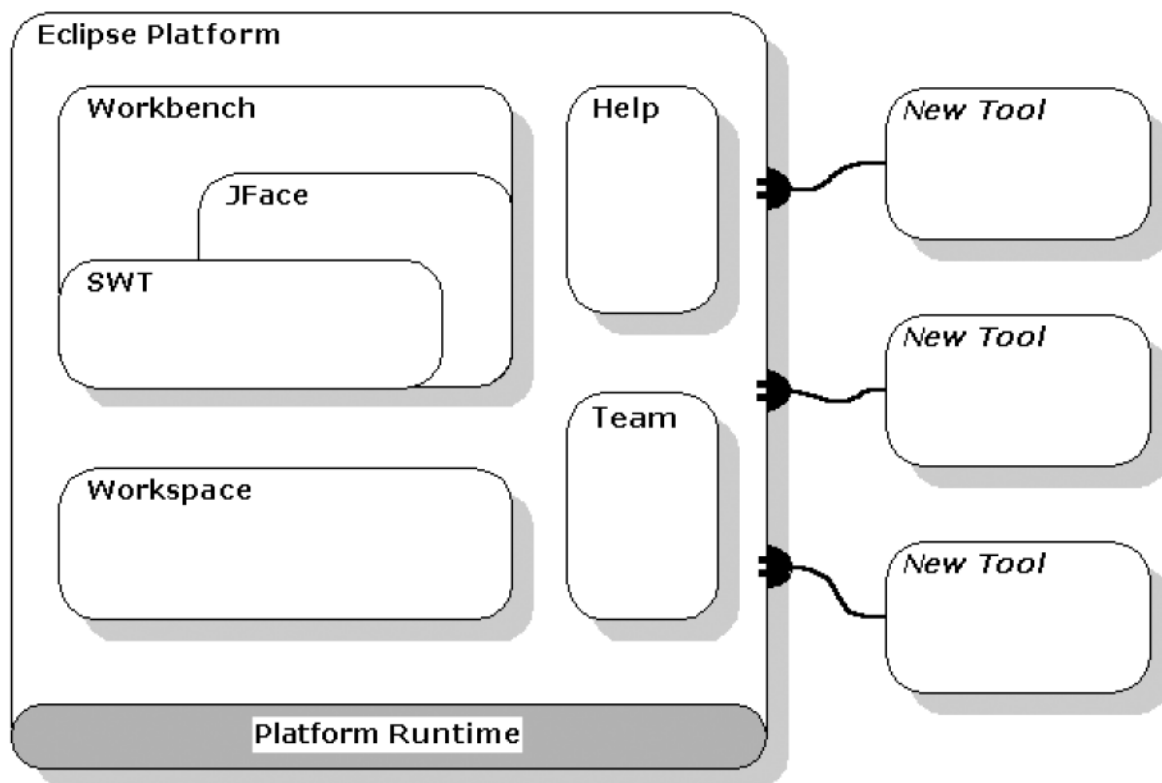 Eclipse Platform
Workbench
JFace
SWT
Workspace
Help
Team
Platform Runtime
New Tool
New Tool
New Tool